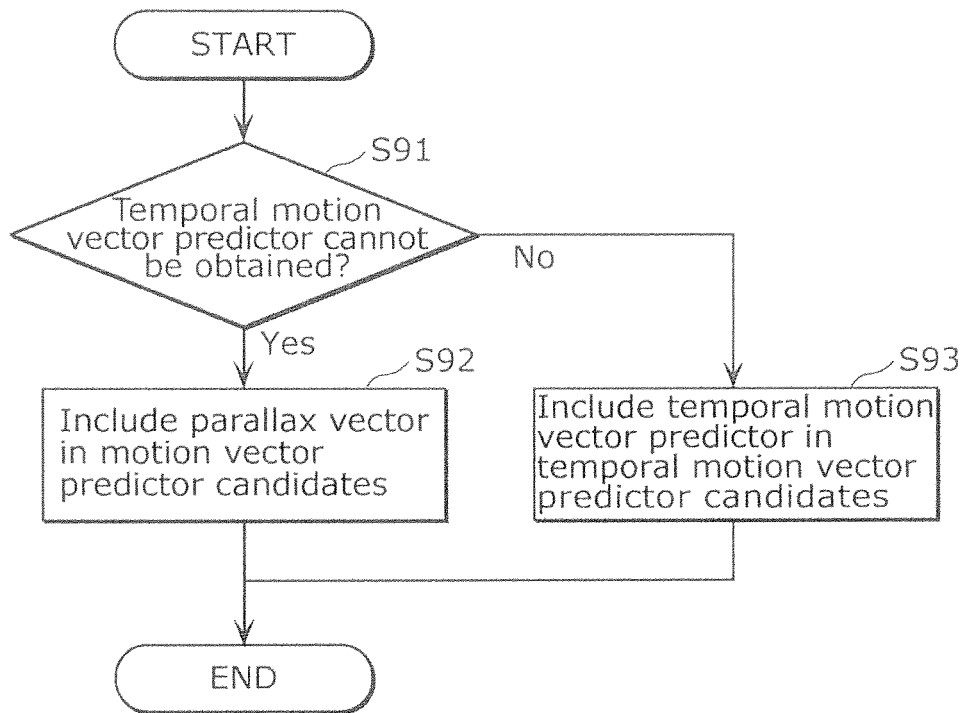 START
S91
Temporal motion
vector predictor cannot
be obtained?
No
Yes
S92
Include parallax vector
in motion vector
predictor candidates
S93
Include temporal motion
vector predictor in
temporal motion vector
predictor candidates
END